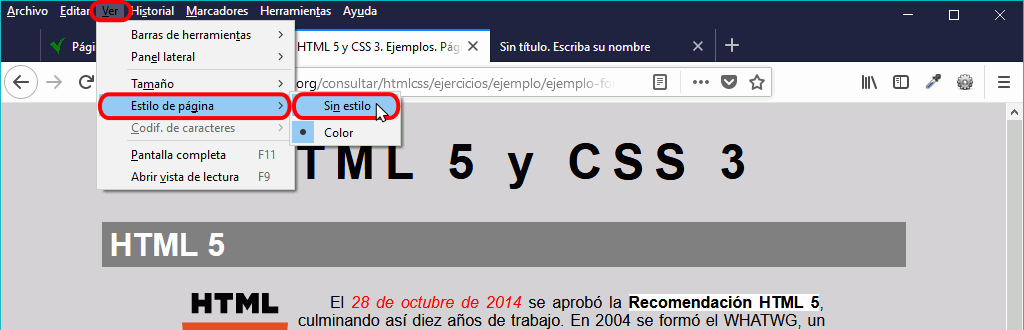 Archivo Editar Ver Historial Marcadores Herramientas Ayuda
Pági HTML 5 y CSS 3. Ejemplos. Pág Sin título. Escriba su nombre
org/consultar/htmlcss/ejercicios/ejemplo/ejemplo-fo
Barras de herramientas
Panel lateral
Tamaño
Estilo de página
Codif. de caracteres
Pantalla completa F11
Abrir vista de lectura F9
Sin estilo
Color
TML 5 y CSS 3
HTML 5
HTML
El 28 de octubre de 2014 se aprobó la Recomendación HTML 5,
culminando así diez años de trabajo. En 2004 se formó el WHATWG, un